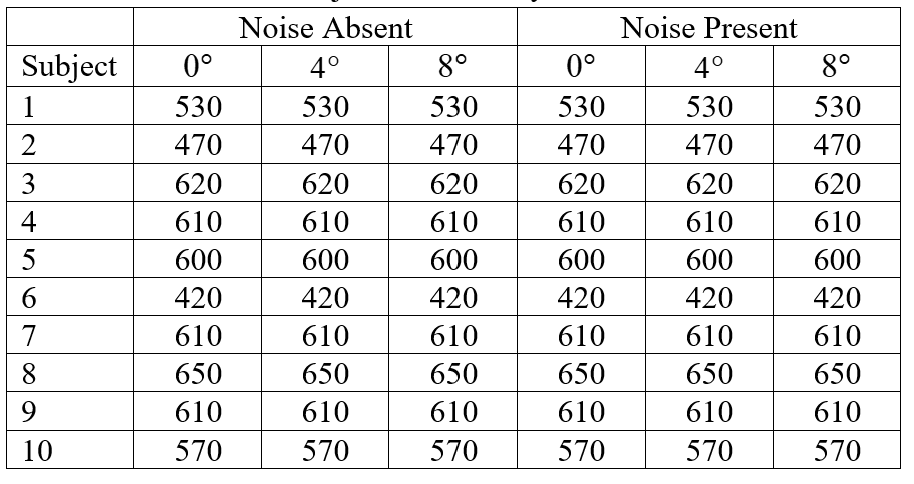 Noise Absent Noise Present
Subject 0° 4° 8° 0° 4° 8°
1 530 530 530 530 530 530
2 470 470 470 470 470 470
3 620 620 620 620 620 620
4 610 610 610 610 610 610
5 600 600 600 600 600 600
6 420 420 420 420 420 420
7 610 610 610 610 610 610
8 650 650 650 650 650 650
9 610 610 610 610 610 610
10 570 570 570 570 570 570